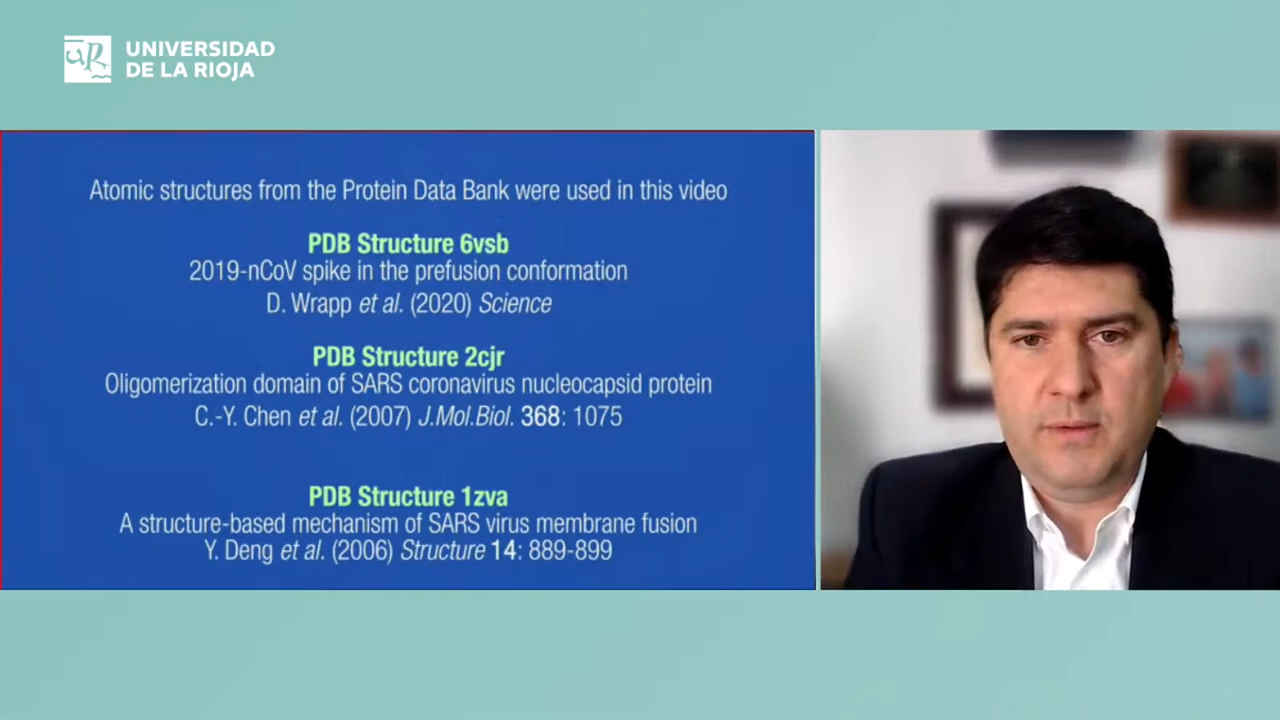 UNIVERSIDAD
DE LA RIOJA
Atomic structures from the Protein Data Bank were used in this video
PDB Structure 6vsb
2019-nCoV spike in the prefusion conformation
D. Wrapp et al. (2020) Science
PDB Structure 2cjr
Oligomerization domain of SARS coronavirus nucleocapsid protein
C.-Y. Chen et al. (2007) J.Mol.Biol. 368: 1075
PDB Structure 1zva
A structure-based mechanism of SARS virus membrane fusion
Y. Deng et al. (2006) Structure 14: 889-899